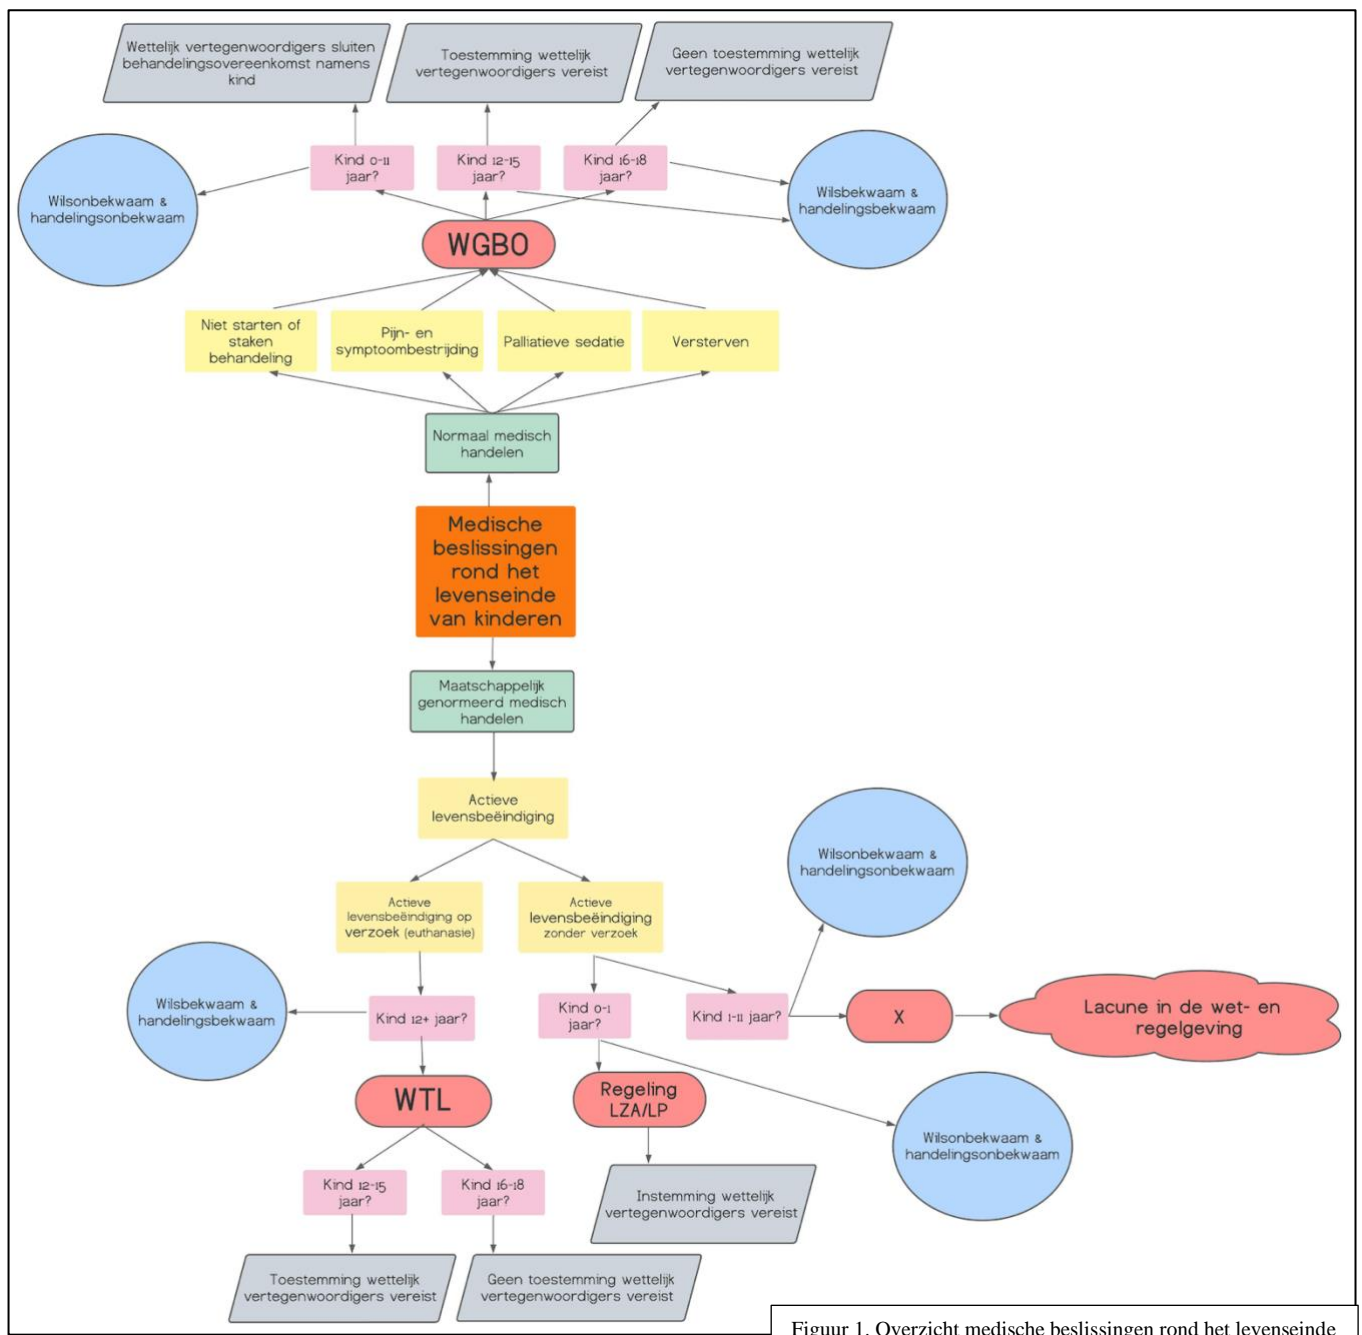 Wettelijk vertegenwoordigers sluiten
behandelingsovereenkomst namens
kind
Toestemming wettelijk
vertegenwoordigers vereist
Geen toestemming wettelijk
vertegenwoordigers vereist
Kind 0-11
jaar?
Kind 12-15
jaar?
Kind 16-18
jaar?
Wilsonbekwaam &
handelingsonbekwaam
Wilsbekwaam &
handelingsbekwaam
WGBO
Niet starten of
staken
behandeling
Pijn- en
symptoombestrijding
Palliatieve sedatie
Versterven
Normaal medisch
handelen
Medische
beslissingen
rond het
levenseinde
van kinderen
Maatschappelijk
genormeerd medisch
handelen
Actieve
levensbeëindiging
Actieve
levensbeëindiging op
verzoek (euthanasie)
Actieve
levensbeëindiging
zonder verzoek
Wilsonbekwaam &
handelingsonbekwaam
Wilsbekwaam &
handelingsbekwaam
Kind 12+ jaar?
Kind 0-1
jaar?
Kind 1-11 jaar?
X
Lacune in de wet- en
regelgeving
WTL
Regeling
LZA/LP
Wilsonbekwaam &
handelingsonbekwaam
Kind 12-15
jaar?
Kind 16-18
jaar?
Instemming wettelijk
vertegenwoordigers vereist
Toestemming wettelijk
vertegenwoordigers vereist
Geen toestemming wettelijk
vertegenwoordigers vereist
Figuur 1. Overzicht medische beslissingen rond het levenseinde